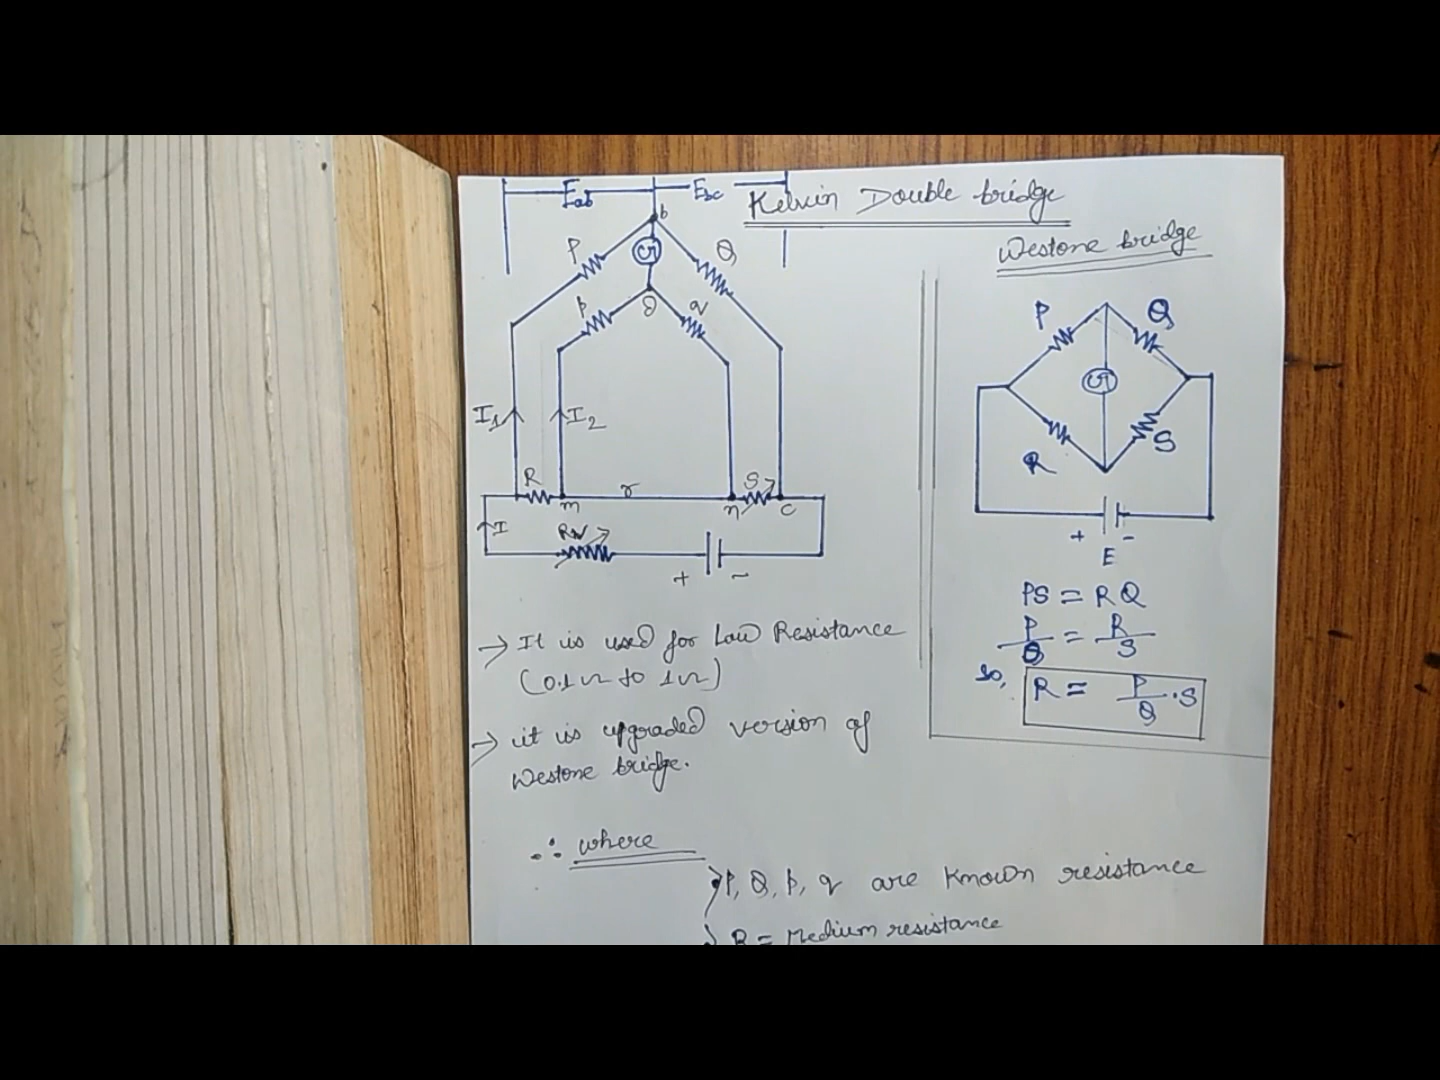 Eab Ebc
Kelvin Double bridge
Westone bridge
b
P G Q
p d q
I1 I2
R m r n S c
I Rv
+ -
P Q
G
R S
+ -
E
PS = RQ
P/Q = R/S
so, R = P/Q . S
→ It is used for Low Resistance
(0.1Ω to 1Ω)
→ it is upgraded version of
Westone bridge.
∴ where
P, Q, p, q are Known resistance
R = Medium resistance